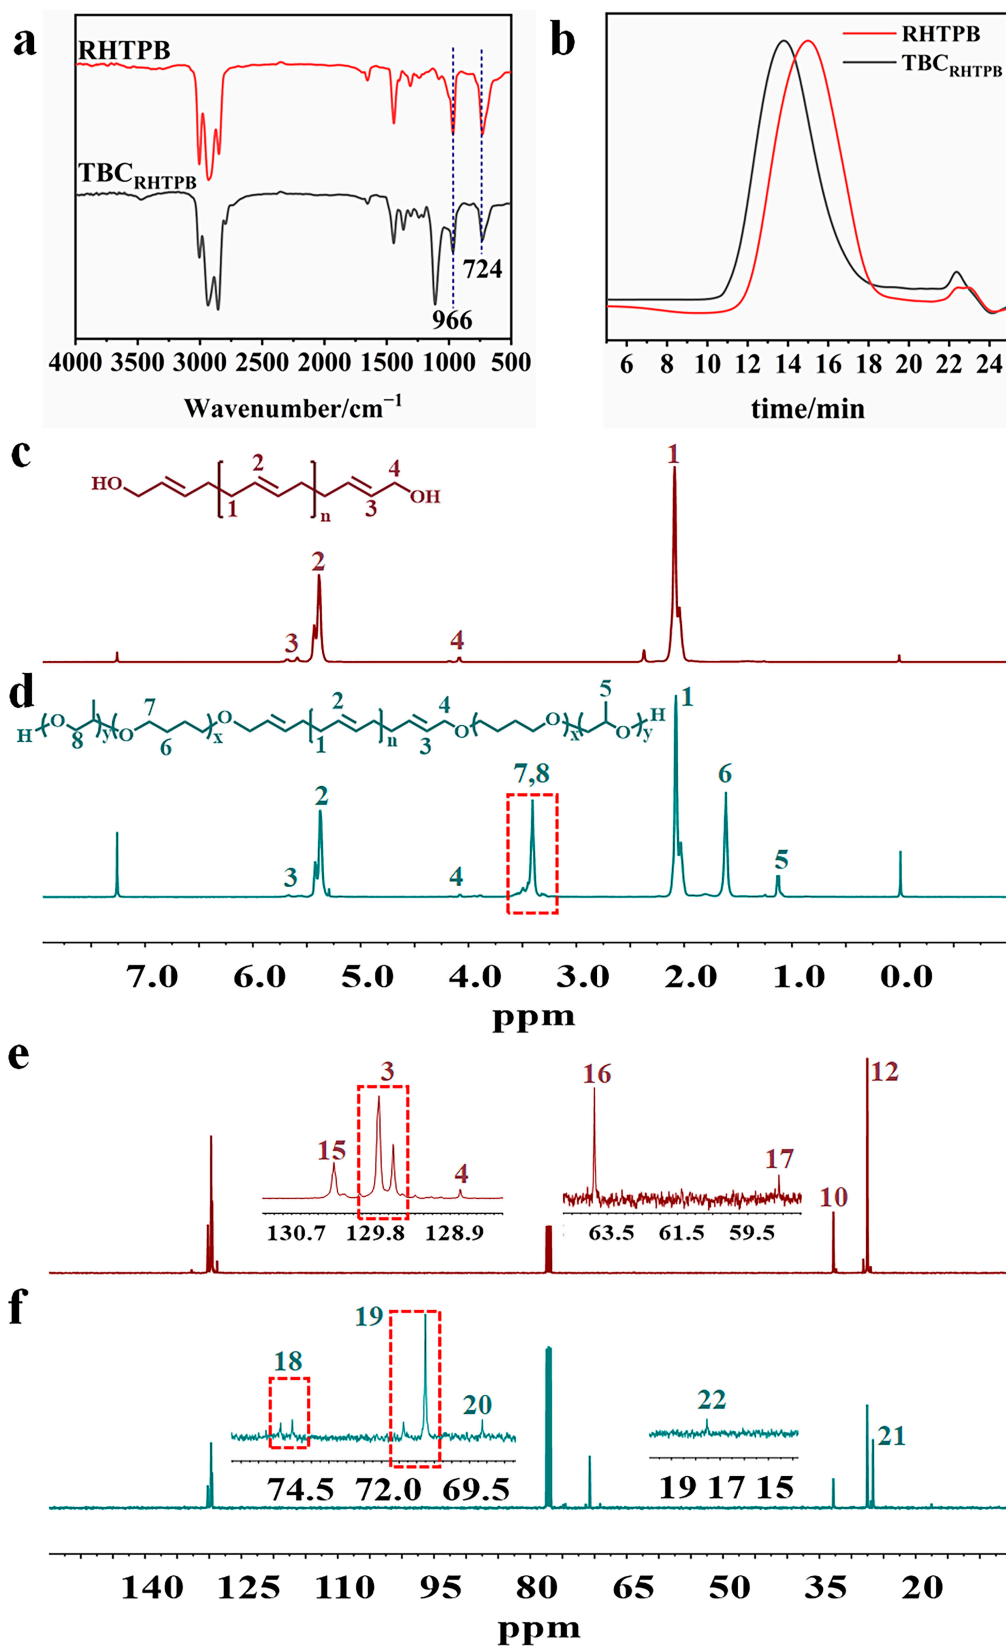 a
RHTPB
TBCRHTPB
724
966
4000 3500 3000 2500 2000 1500 1000 500
Wavenumber/cm−1
b
RHTPB
TBCRHTPB
6 8 10 12 14 16 18 20 22 24
time/min
c
HO
2
4
1
n
3
OH
1
2
3
4
d
H
O
8
y
O
7
6
x
O
2
1
n
4
3
O
O
x
5
O
y
H
1
2
3
4
7,8
6
5
7.0 6.0 5.0 4.0 3.0 2.0 1.0 0.0
ppm
e
3
15
4
130.7 129.8 128.9
16
17
63.5 61.5 59.5
10
12
f
18
19
20
74.5 72.0 69.5
22
19 17 15
21
140 125 110 95 80 65 50 35 20
ppm